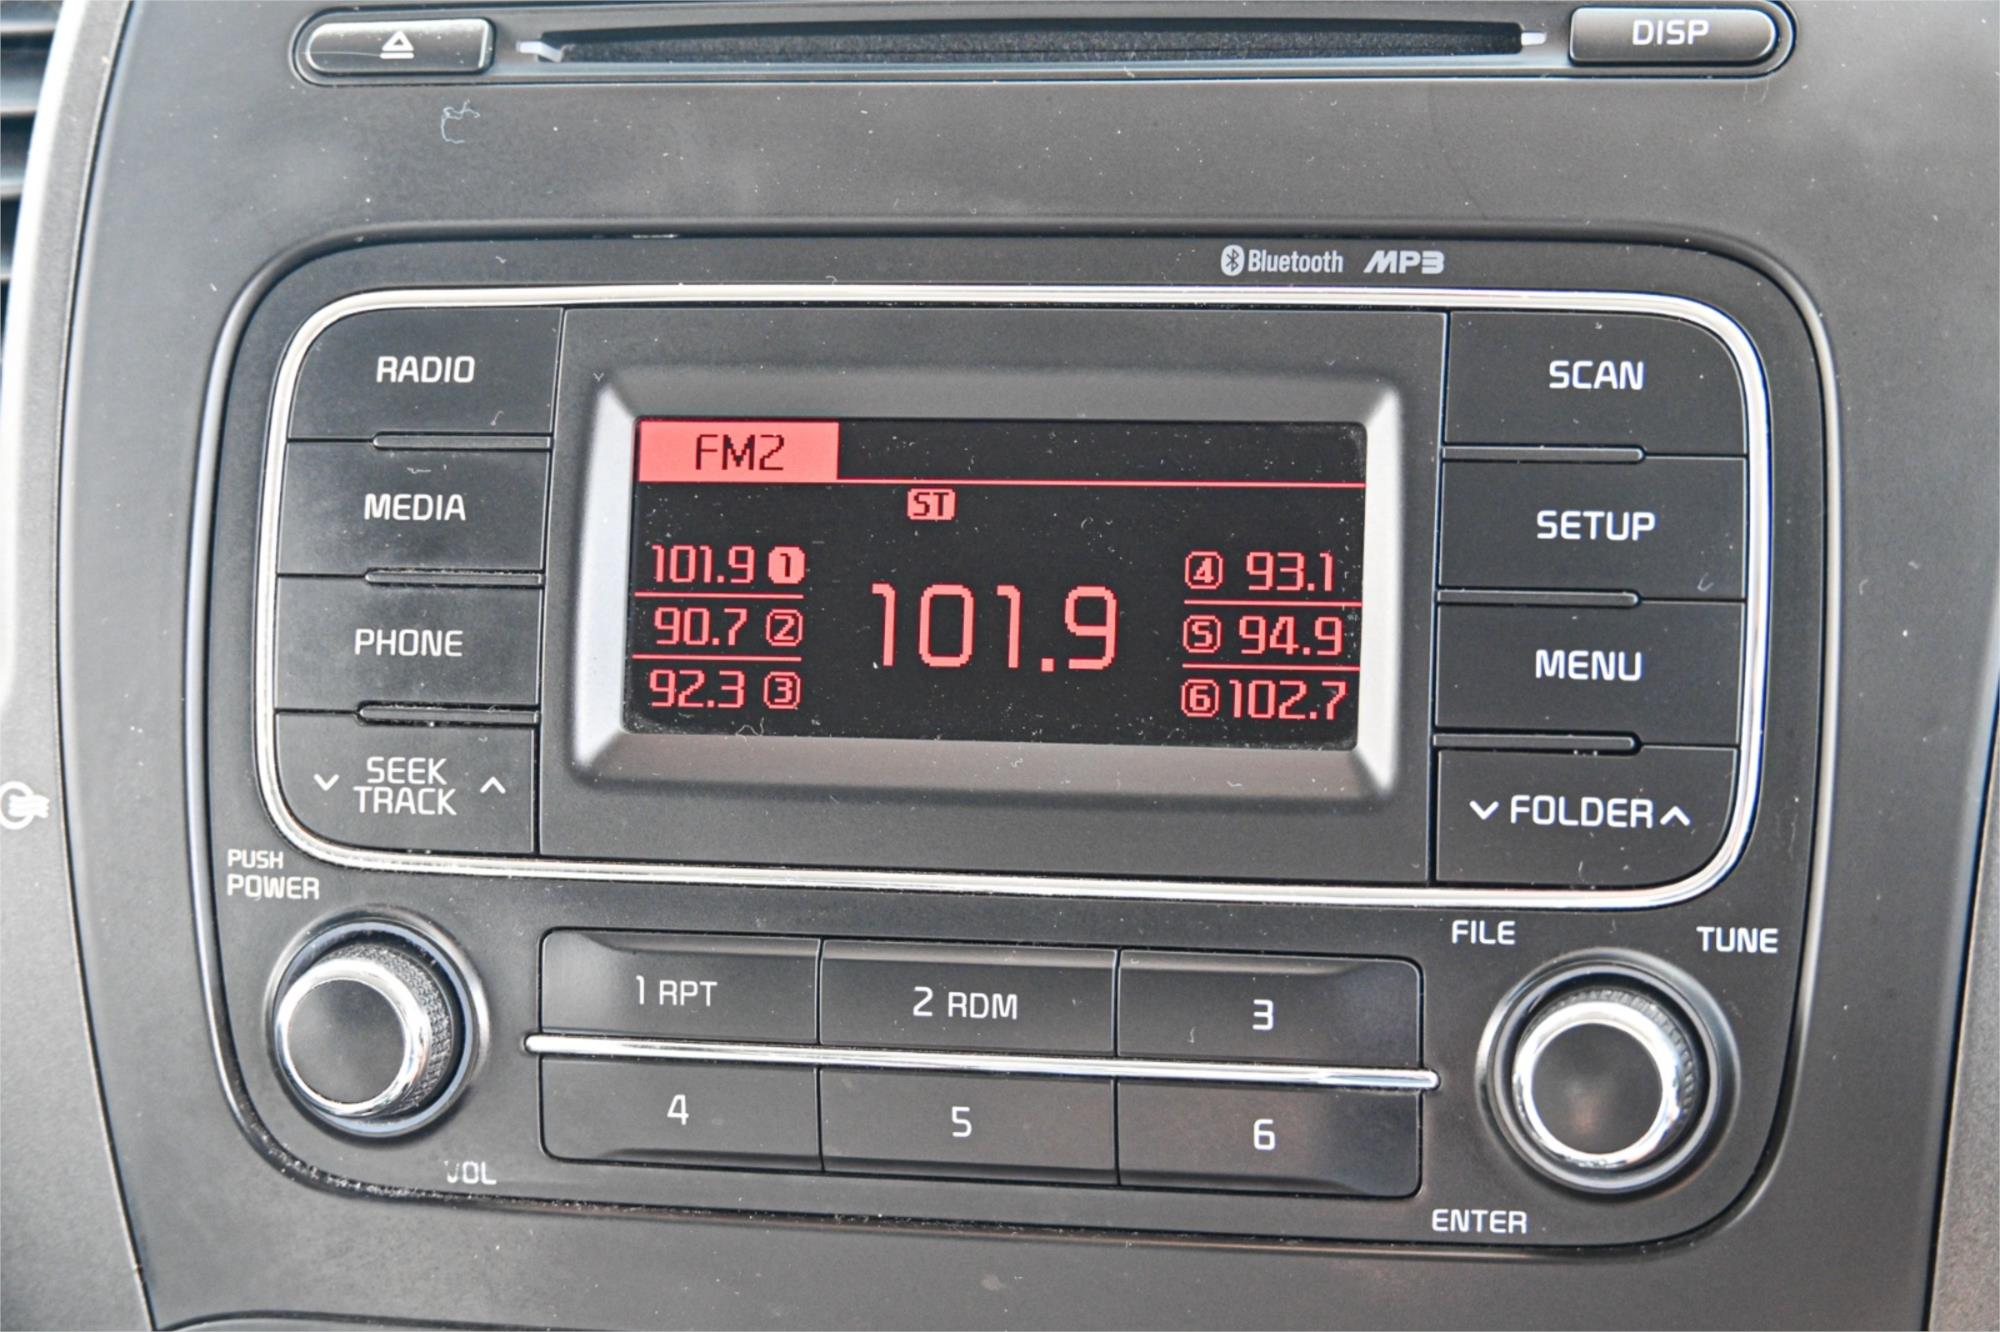 DISP
Bluetooth MP3
RADIO
MEDIA
PHONE
SEEK
TRACK
FM2
ST
101.9 1
90.7 2
92.3 3
101.9
4 93.1
5 94.9
6 102.7
SCAN
SETUP
MENU
FOLDER
PUSH
POWER
VOL
1 RPT
2 RDM
3
4
5
6
FILE
TUNE
ENTER